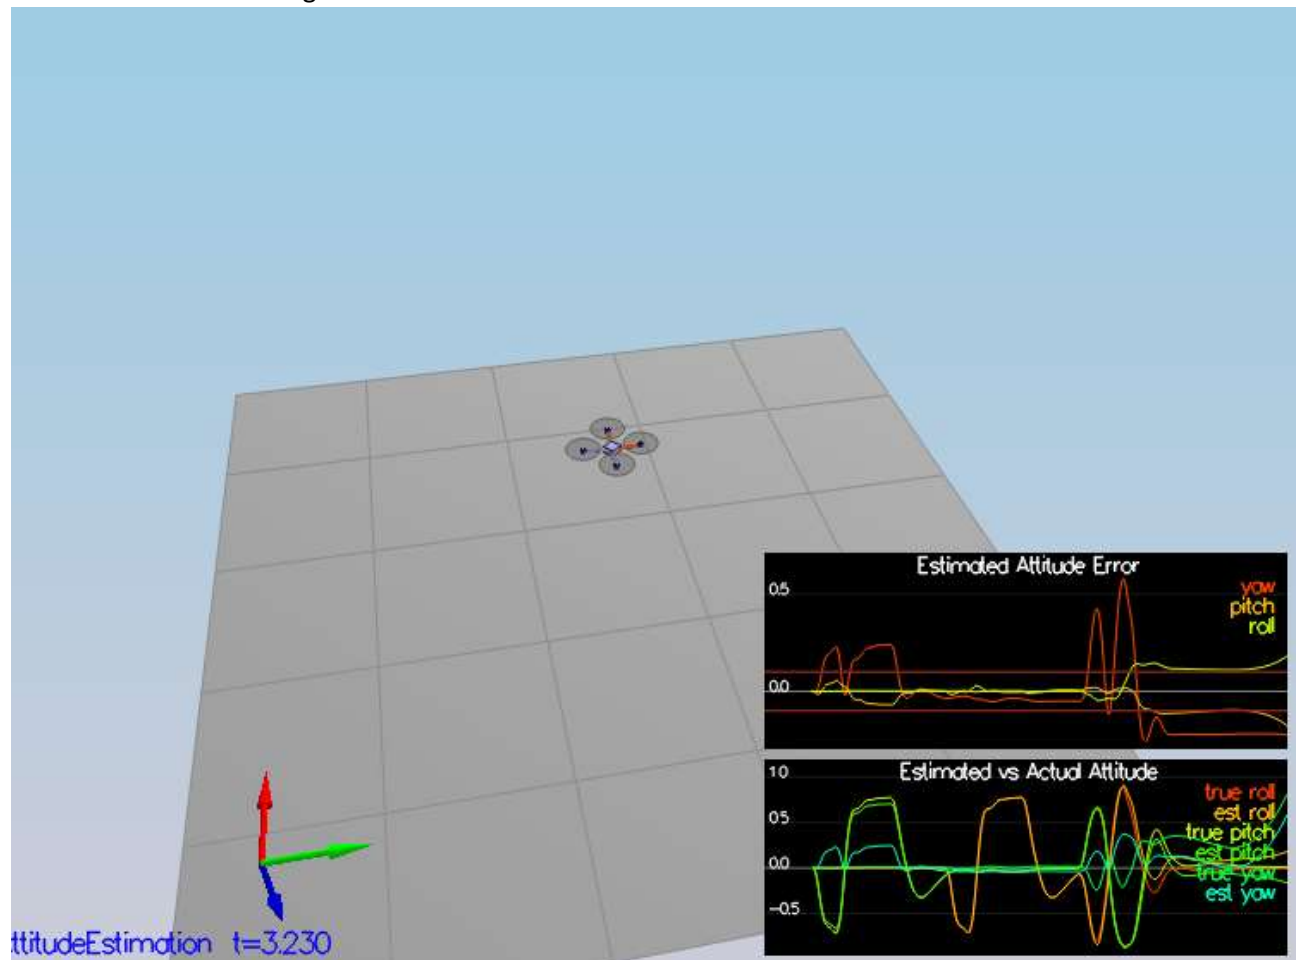 Estimated Attitude Error
0.5
yaw
pitch
roll
0.0
Estimated vs Actual Attitude
1.0
true roll
est roll
0.5
true pitch
est pitch
0.0
true yaw
est yaw
-0.5
ttitudeEstimation t=3.230